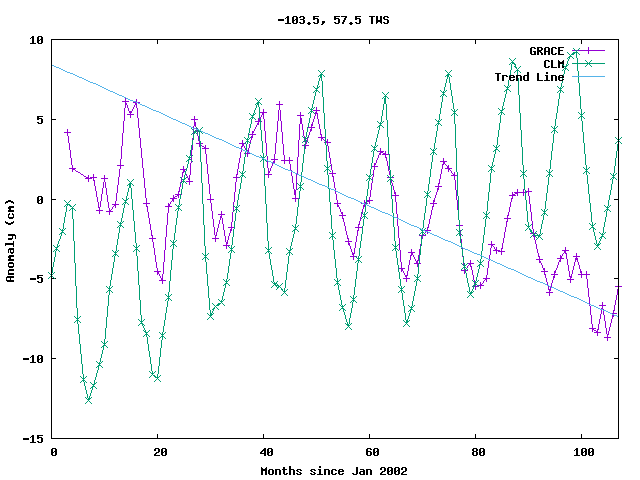 -103.5, 57.5 TWS
GRACE
CLM
Trend Line
10
5
0
-5
-10
-15
Anomaly (cm)
0 20 40 60 80 100
Months since Jan 2002